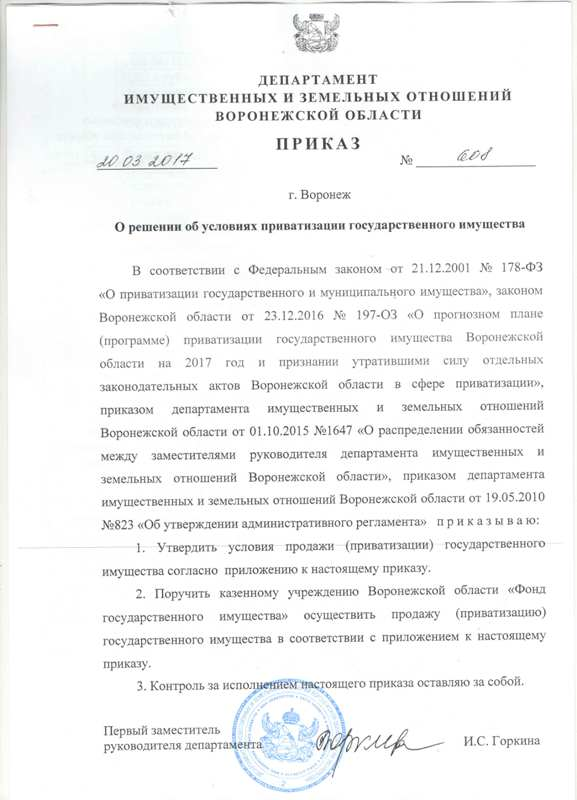 ДЕПАРТАМЕНТ
ИМУЩЕСТВЕННЫХ И ЗЕМЕЛЬНЫХ ОТНОШЕНИЙ
ВОРОНЕЖСКОЙ ОБЛАСТИ
ПРИКАЗ
20 03 2017 № 608
г. Воронеж
О решении об условиях приватизации государственного имущества
В соответствии с Федеральным законом от 21.12.2001 № 178-ФЗ
«О приватизации государственного и муниципального имущества», законом
Воронежской области от 23.12.2016 № 197-ОЗ «О прогнозном плане
(программе) приватизации государственного имущества Воронежской
области на 2017 год и признании утратившими силу отдельных
законодательных актов Воронежской области в сфере приватизации»,
приказом департамента имущественных и земельных отношений
Воронежской области от 01.10.2015 №1647 «О распределении обязанностей
между заместителями руководителя департамента имущественных и
земельных отношений Воронежской области», приказом департамента
имущественных и земельных отношений Воронежской области от 19.05.2010
№823 «Об утверждении административного регламента» п р и к а з ы в а ю:
1. Утвердить условия продажи (приватизации) государственного
имущества согласно приложению к настоящему приказу.
2. Поручить казенному учреждению Воронежской области «Фонд
государственного имущества» осуществить продажу (приватизацию)
государственного имущества в соответствии с приложением к настоящему
приказу.
3. Контроль за исполнением настоящего приказа оставляю за собой.
Первый заместитель
руководителя департамента И.С. Горкина